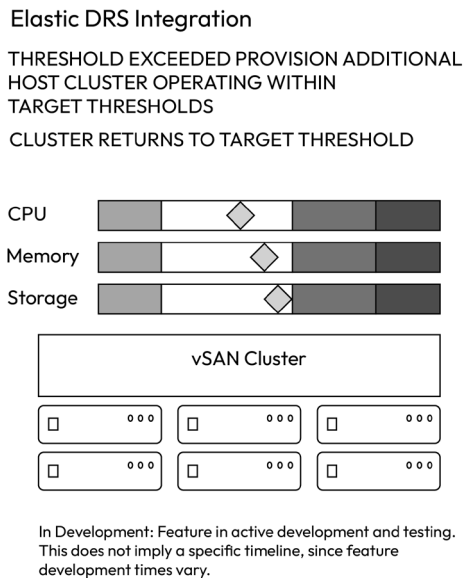 Elastic DRS Integration
THRESHOLD EXCEEDED PROVISION ADDITIONAL
HOST CLUSTER OPERATING WITHIN
TARGET THRESHOLDS
CLUSTER RETURNS TO TARGET THRESHOLD
CPU
Memory
Storage
vSAN Cluster
In Development: Feature in active development and testing.
This does not imply a specific timeline, since feature
development times vary.